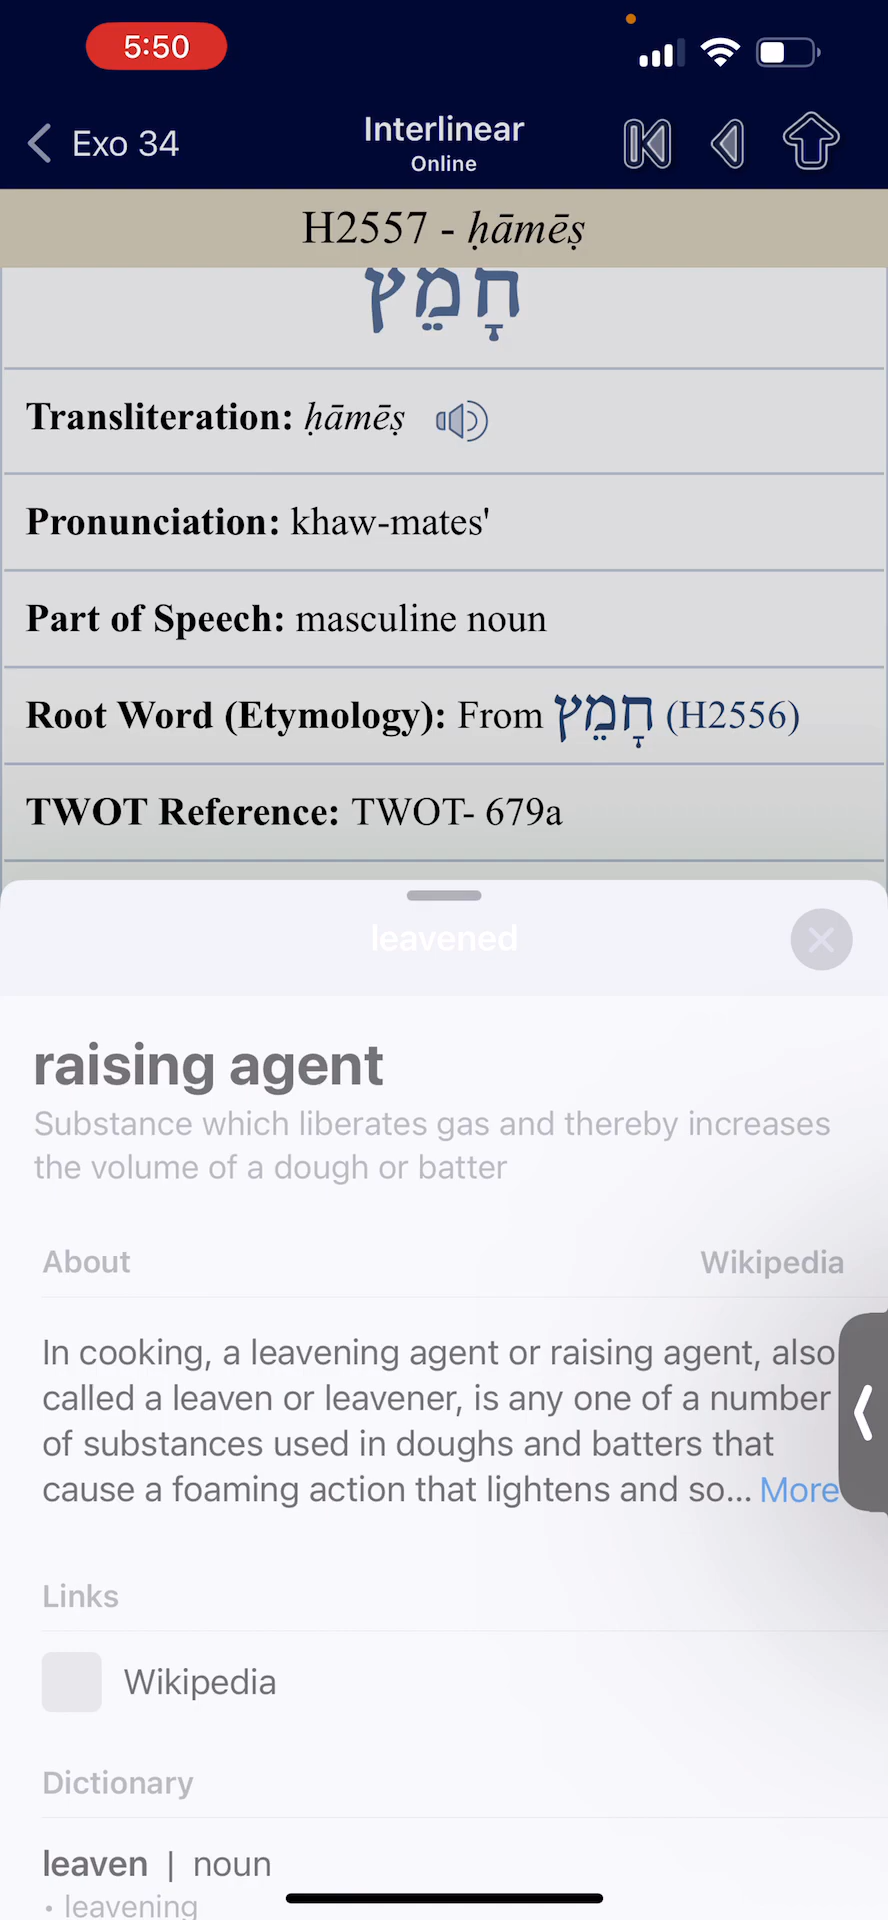 5:50
Exo 34
Interlinear
Online
H2557 - ḥāmēṣ
חָמֵץ
Transliteration: ḥāmēṣ
Pronunciation: khaw-mates'
Part of Speech: masculine noun
Root Word (Etymology): From חָמֵץ (H2556)
TWOT Reference: TWOT- 679a
leavened
raising agent
Substance which liberates gas and thereby increases
the volume of a dough or batter
About Wikipedia
In cooking, a leavening agent or raising agent, also
called a leaven or leavener, is any one of a number
of substances used in doughs and batters that
cause a foaming action that lightens and so... More
Links
Wikipedia
Dictionary
leaven | noun
• leavening